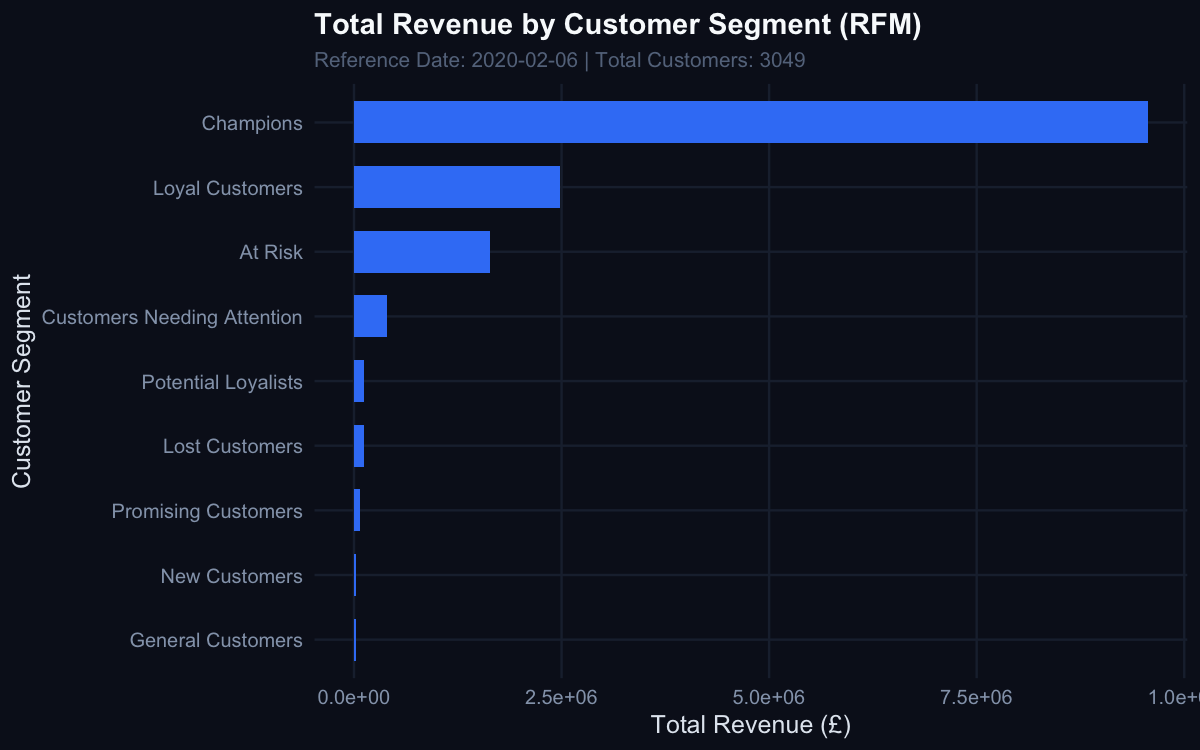 Total Revenue by Customer Segment (RFM)
Reference Date: 2020-02-06 | Total Customers: 3049
Customer Segment
Champions
Loyal Customers
At Risk
Customers Needing Attention
Potential Loyalists
Lost Customers
Promising Customers
New Customers
General Customers
0.0e+00 2.5e+06 5.0e+06 7.5e+06
Total Revenue (£)